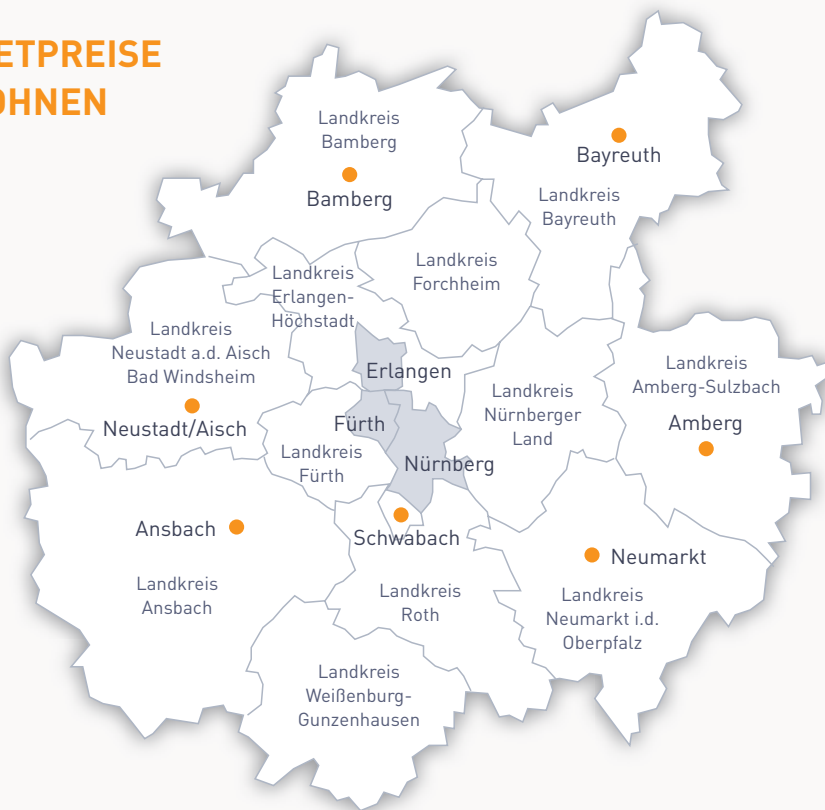 ETPREISE
OHNEN
Landkreis
Bamberg
Bamberg
Bayreuth
Landkreis
Bayreuth
Landkreis
Forchheim
Landkreis
Erlangen-
Höchstadt
Landkreis
Neustadt a.d. Aisch
Bad Windsheim
Neustadt/Aisch
Erlangen
Fürth
Landkreis
Fürth
Nürnberg
Landkreis
Nürnberger
Land
Landkreis
Amberg-Sulzbach
Amberg
Ansbach
Landkreis
Ansbach
Schwabach
Landkreis
Roth
Neumarkt
Landkreis
Neumarkt i.d.
Oberpfalz
Landkreis
Weißenburg-
Gunzenhausen